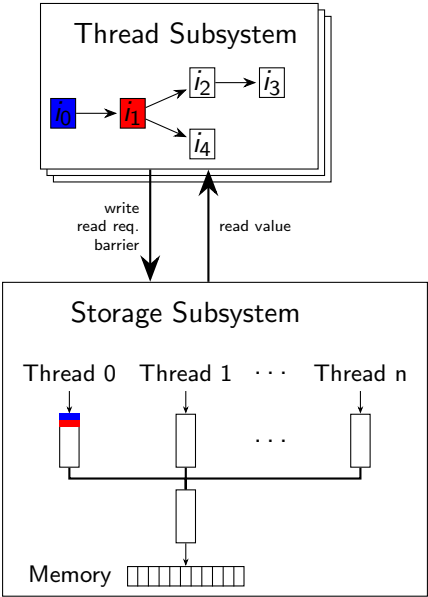 Thread Subsystem
i₂ i₃
i₀ i₁
i₄
write
read req.
barrier
read value
Storage Subsystem
Thread 0 Thread 1 · · · Thread n
· · ·
Memory